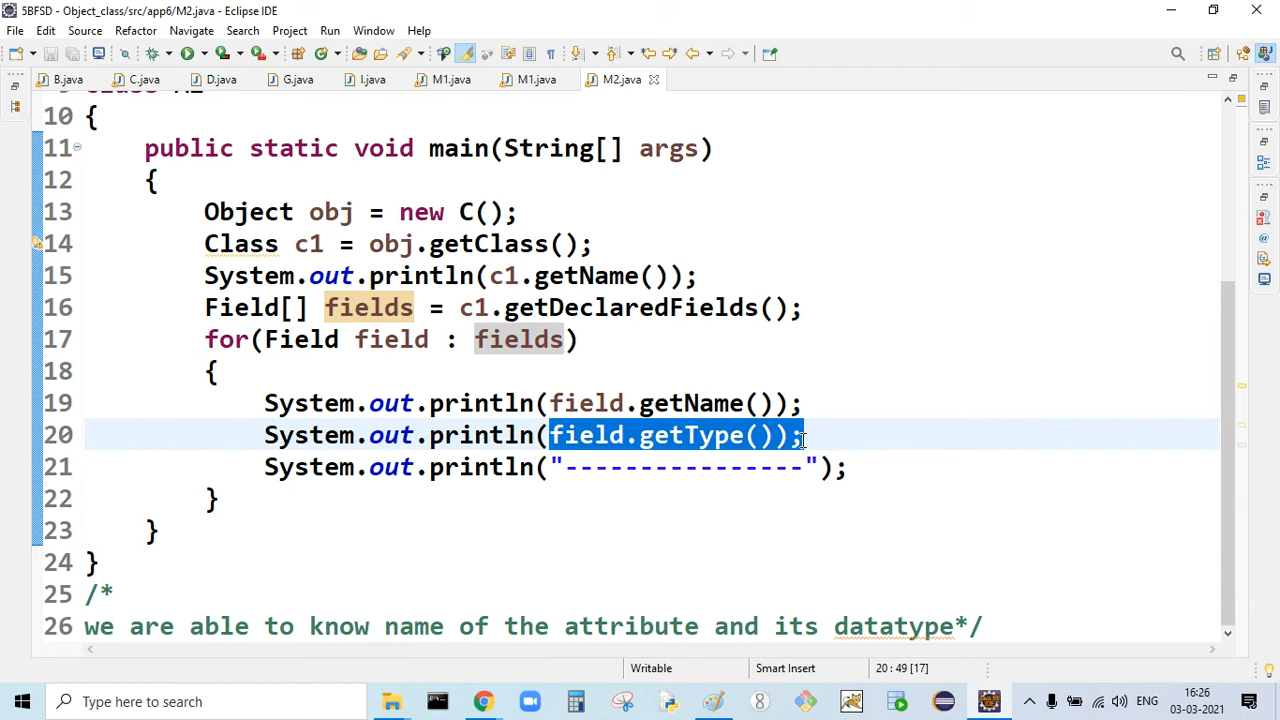 5BFSD - Object_class/src/app6/M2.java - Eclipse IDE
File Edit Source Refactor Navigate Search Project Run Window Help
B.java C.java D.java G.java I.java M1.java M1.java M2.java
10 {
11 public static void main(String[] args)
12 {
13 Object obj = new C();
14 Class c1 = obj.getClass();
15 System.out.println(c1.getName());
16 Field[] fields = c1.getDeclaredFields();
17 for(Field field : fields)
18 {
19 System.out.println(field.getName());
20 System.out.println(field.getType());
21 System.out.println("----------------");
22 }
23 }
24 }
25 /*
26 we are able to know name of the attribute and its datatype*/
Writable Smart Insert 20 : 49 [17]
Type here to search
ENG
6:26
03-03-2021